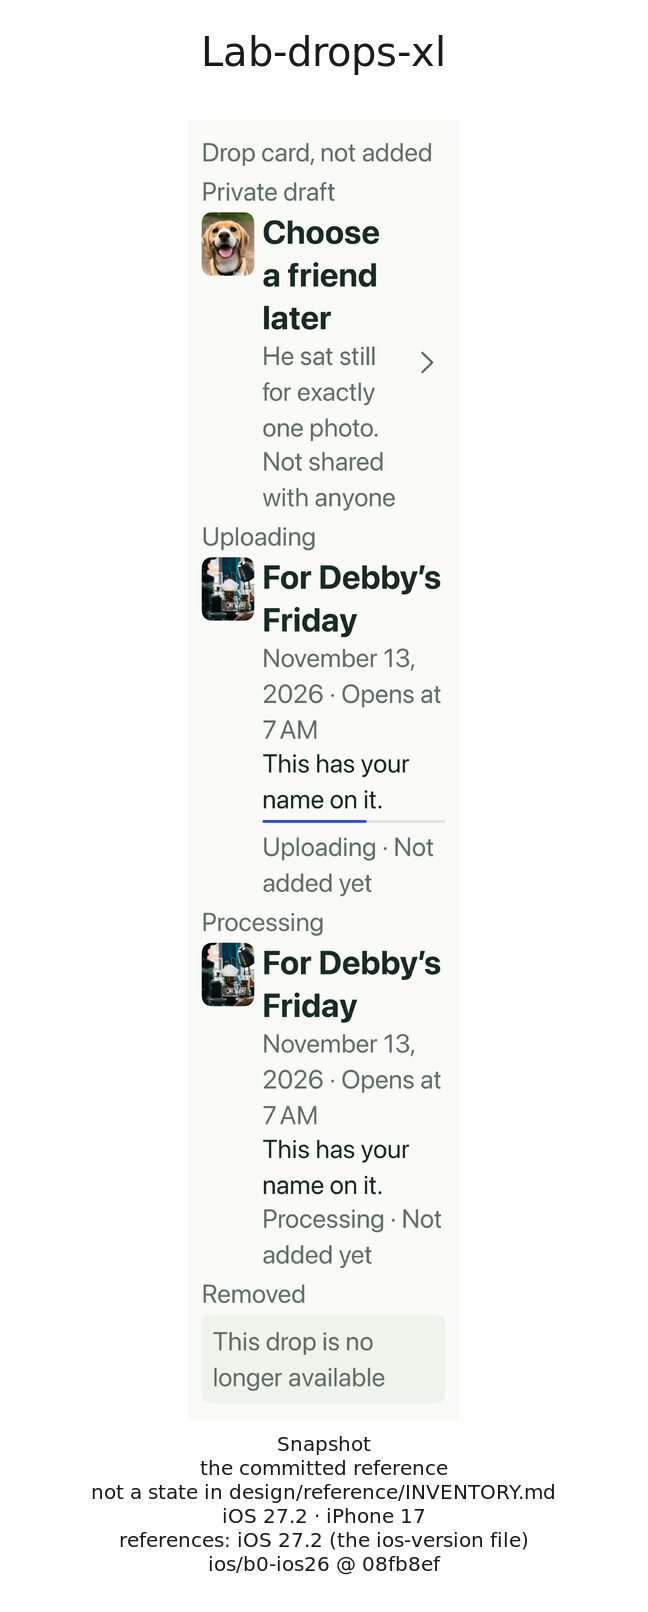 Lab-drops-xl
Drop card, not added
Private draft
Choose
a friend
later
He sat still
for exactly
one photo.
Not shared
with anyone
Uploading
For Debby’s
Friday
November 13,
2026 · Opens at
7 AM
This has your
name on it.
Uploading · Not
added yet
Processing
For Debby’s
Friday
November 13,
2026 · Opens at
7 AM
This has your
name on it.
Processing · Not
added yet
Removed
This drop is no
longer available
Snapshot
the committed reference
not a state in design/reference/INVENTORY.md
iOS 27.2 · iPhone 17
references: iOS 27.2 (the ios-version file)
ios/b0-ios26 @ 08fb8ef